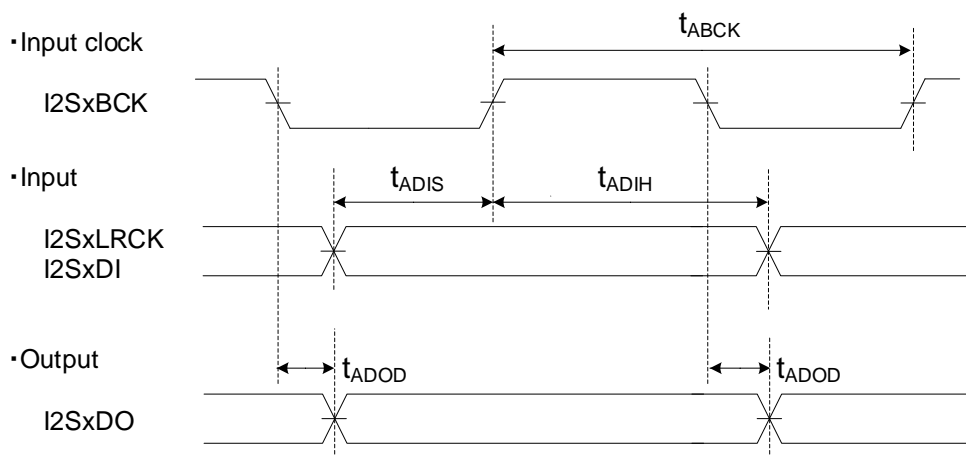 ・Input clock
tABCK
I2SxBCK
・Input
tADIS
tADIH
I2SxLRCK
I2SxDI
・Output
tADOD
tADOD
I2SxDO